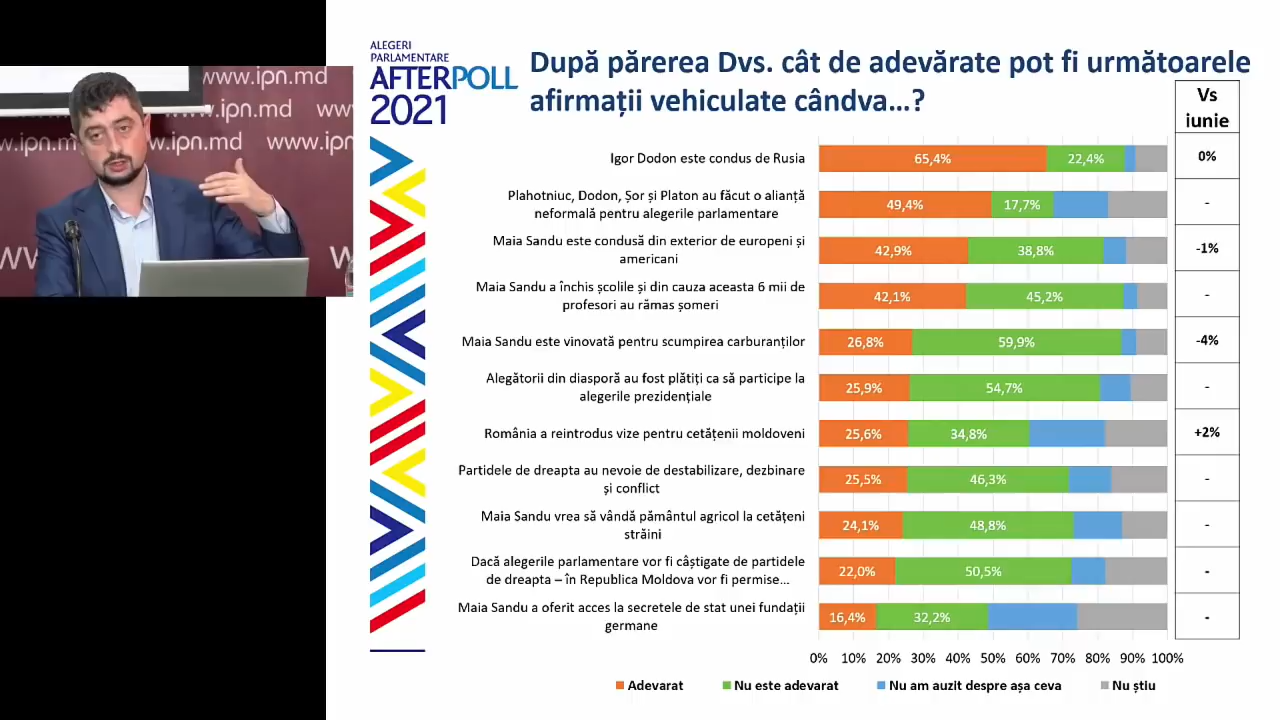 www.ipn.md
www.ipn.md
w.ipn.md
w.ipn.md
www.
ALEGERI
PARLAMENTARE
AFTERPOLL
2021
După părerea Dvs. cât de adevărate pot fi următoarele
afirmații vehiculate cândva...?
Vs
iunie
Igor Dodon este condus de Rusia
65,4%
22,4%
0%
Plahotniuc, Dodon, Șor și Platon au făcut o alianță
neformală pentru alegerile parlamentare
49,4%
17,7%
-
Maia Sandu este condusă din exterior de europeni și
americani
42,9%
38,8%
-1%
Maia Sandu a închis școlile și din cauza aceasta 6 mii de
profesori au rămas șomeri
42,1%
45,2%
-
Maia Sandu este vinovată pentru scumpirea carburanților
26,8%
59,9%
-4%
Alegătorii din diasporă au fost plătiți ca să participe la
alegerile prezidențiale
25,9%
54,7%
-
România a reintrodus vize pentru cetățenii moldoveni
25,6%
34,8%
+2%
Partidele de dreapta au nevoie de destabilizare, dezbinare
și conflict
25,5%
46,3%
-
Maia Sandu vrea să vândă pământul agricol la cetățeni
străini
24,1%
48,8%
-
Dacă alegerile parlamentare vor fi câștigate de partidele
de dreapta – în Republica Moldova vor fi permise...
22,0%
50,5%
-
Maia Sandu a oferit acces la secretele de stat unei fundații
germane
16,4%
32,2%
-
0% 10% 20% 30% 40% 50% 60% 70% 80% 90% 100%
Adevarat
Nu este adevarat
Nu am auzit despre așa ceva
Nu știu